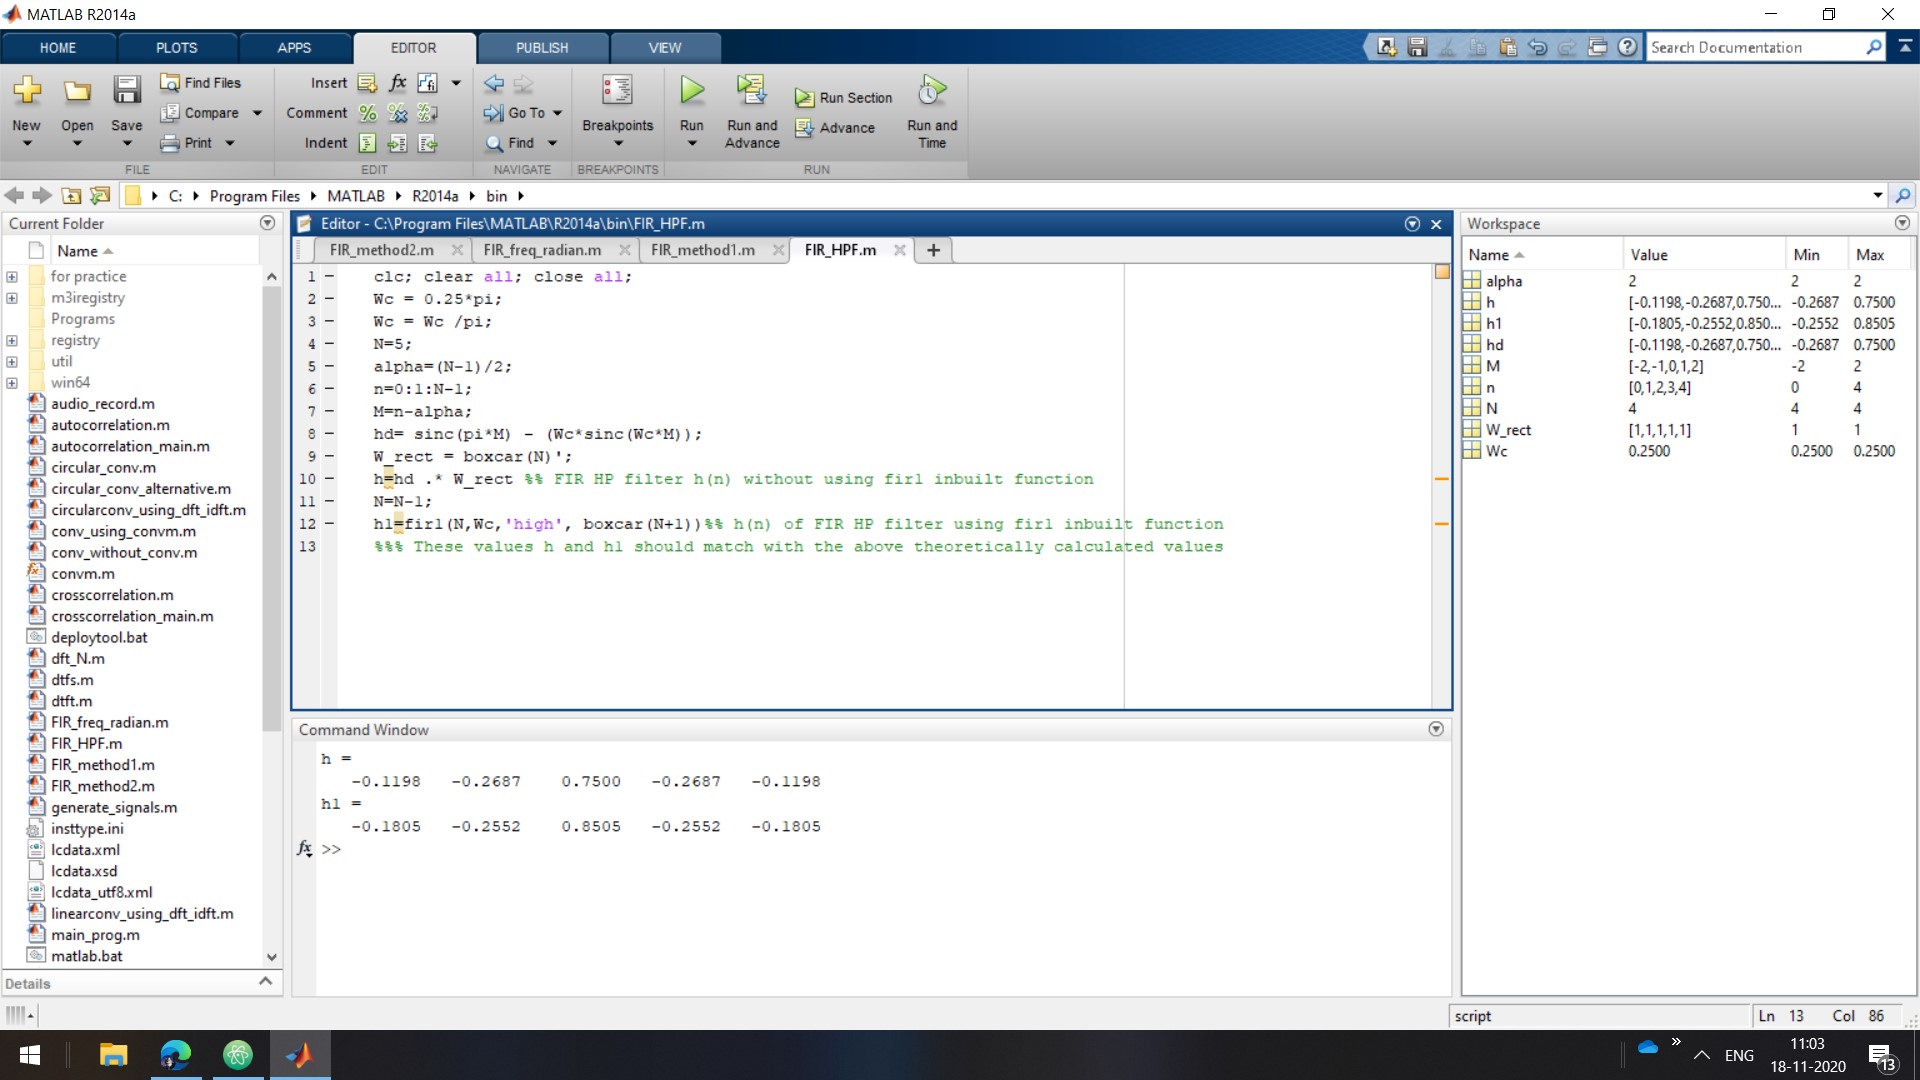 MATLAB R2014a
HOME PLOTS APPS EDITOR PUBLISH VIEW
Search Documentation
New Open Save
Find Files
Compare
Print
FILE
Insert
Comment
Indent
EDIT
Go To
Find
NAVIGATE
Breakpoints
BREAKPOINTS
Run
Run and Advance
Run Section
Advance
Run and Time
RUN
C: Program Files MATLAB R2014a bin
Current Folder
Name
for practice
m3iregistry
Programs
registry
util
win64
audio_record.m
autocorrelation.m
autocorrelation_main.m
circular_conv.m
circular_conv_alternative.m
circularconv_using_dft_idft.m
conv_using_convm.m
conv_without_conv.m
convm.m
crosscorrelation.m
crosscorrelation_main.m
deploytool.bat
dft_N.m
dtfs.m
dtft.m
FIR_freq_radian.m
FIR_HPF.m
FIR_method1.m
FIR_method2.m
generate_signals.m
insttype.ini
lcdata.xml
lcdata.xsd
lcdata_utf8.xml
linearconv_using_dft_idft.m
main_prog.m
matlab.bat
Details
Editor - C:\Program Files\MATLAB\R2014a\bin\FIR_HPF.m
FIR_method2.m FIR_freq_radian.m FIR_method1.m FIR_HPF.m
1 - clc; clear all; close all;
2 - Wc = 0.25*pi;
3 - Wc = Wc /pi;
4 - N=5;
5 - alpha=(N-1)/2;
6 - n=0:1:N-1;
7 - M=n-alpha;
8 - hd= sinc(pi*M) - (Wc*sinc(Wc*M));
9 - W_rect = boxcar(N)';
10 - h=hd .* W_rect %% FIR HP filter h(n) without using fir1 inbuilt function
11 - N=N-1;
12 - h1=fir1(N,Wc,'high', boxcar(N+1))%% h(n) of FIR HP filter using fir1 inbuilt function
13 %%% These values h and h1 should match with the above theoretically calculated values
Command Window
h =
-0.1198 -0.2687 0.7500 -0.2687 -0.1198
h1 =
-0.1805 -0.2552 0.8505 -0.2552 -0.1805
fx >>
Workspace
Name Value Min Max
alpha 2 2 2
h [-0.1198,-0.2687,0.750... -0.2687 0.7500
h1 [-0.1805,-0.2552,0.850... -0.2552 0.8505
hd [-0.1198,-0.2687,0.750... -0.2687 0.7500
M [-2,-1,0,1,2] -2 2
n [0,1,2,3,4] 0 4
N 4 4 4
W_rect [1,1,1,1,1] 1 1
Wc 0.2500 0.2500 0.2500
script Ln 13 Col 86
ENG
11:03
18-11-2020
13